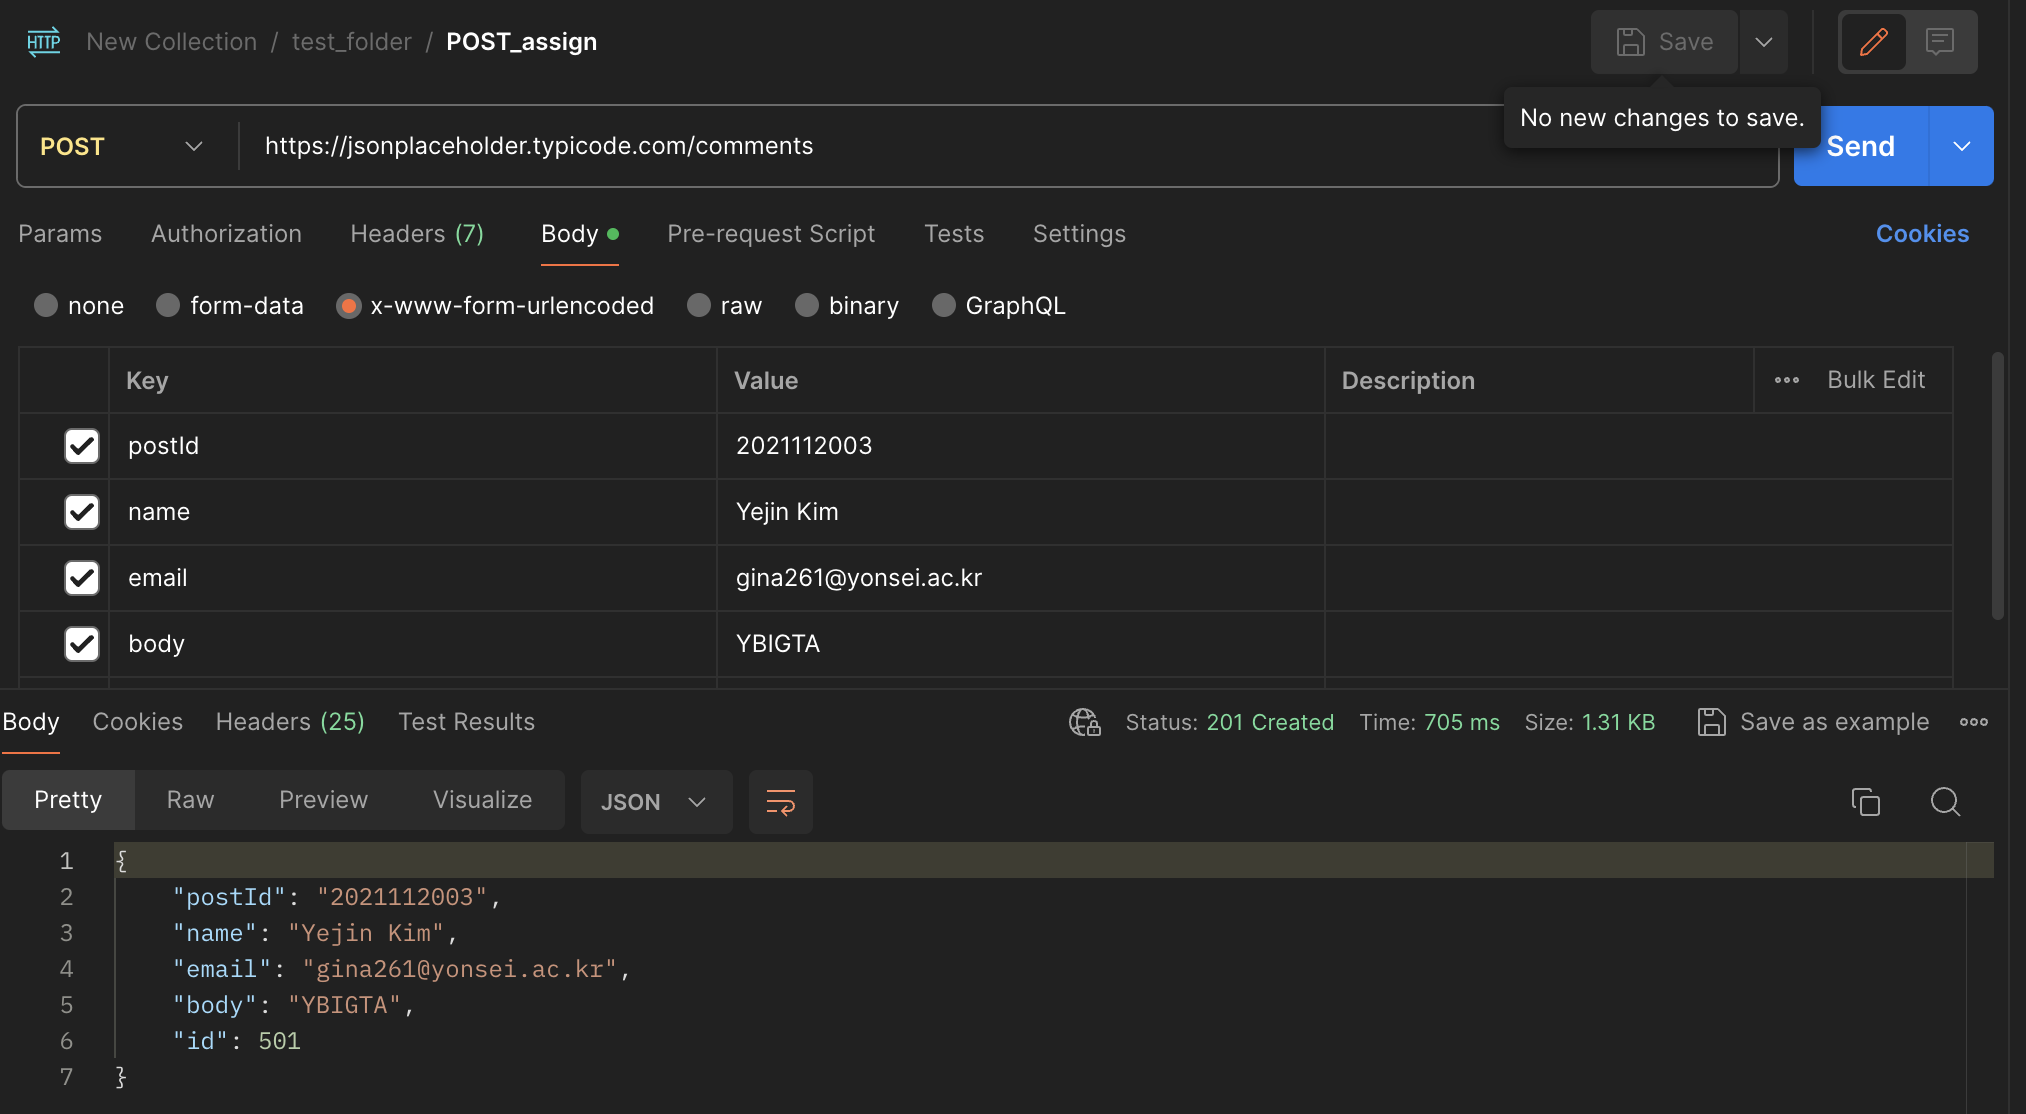 HTTP New Collection / test_folder / POST_assign Save
No new changes to save.
POST https://jsonplaceholder.typicode.com/comments Send
Params Authorization Headers (7) Body Pre-request Script Tests Settings Cookies
none form-data x-www-form-urlencoded raw binary GraphQL
Key Value Description Bulk Edit
postId 2021112003
name Yejin Kim
email gina261@yonsei.ac.kr
body YBIGTA
Body Cookies Headers (25) Test Results Status: 201 Created Time: 705 ms Size: 1.31 KB Save as example
Pretty Raw Preview Visualize JSON
1 {
2 "postId": "2021112003",
3 "name": "Yejin Kim",
4 "email": "gina261@yonsei.ac.kr",
5 "body": "YBIGTA",
6 "id": 501
7 }